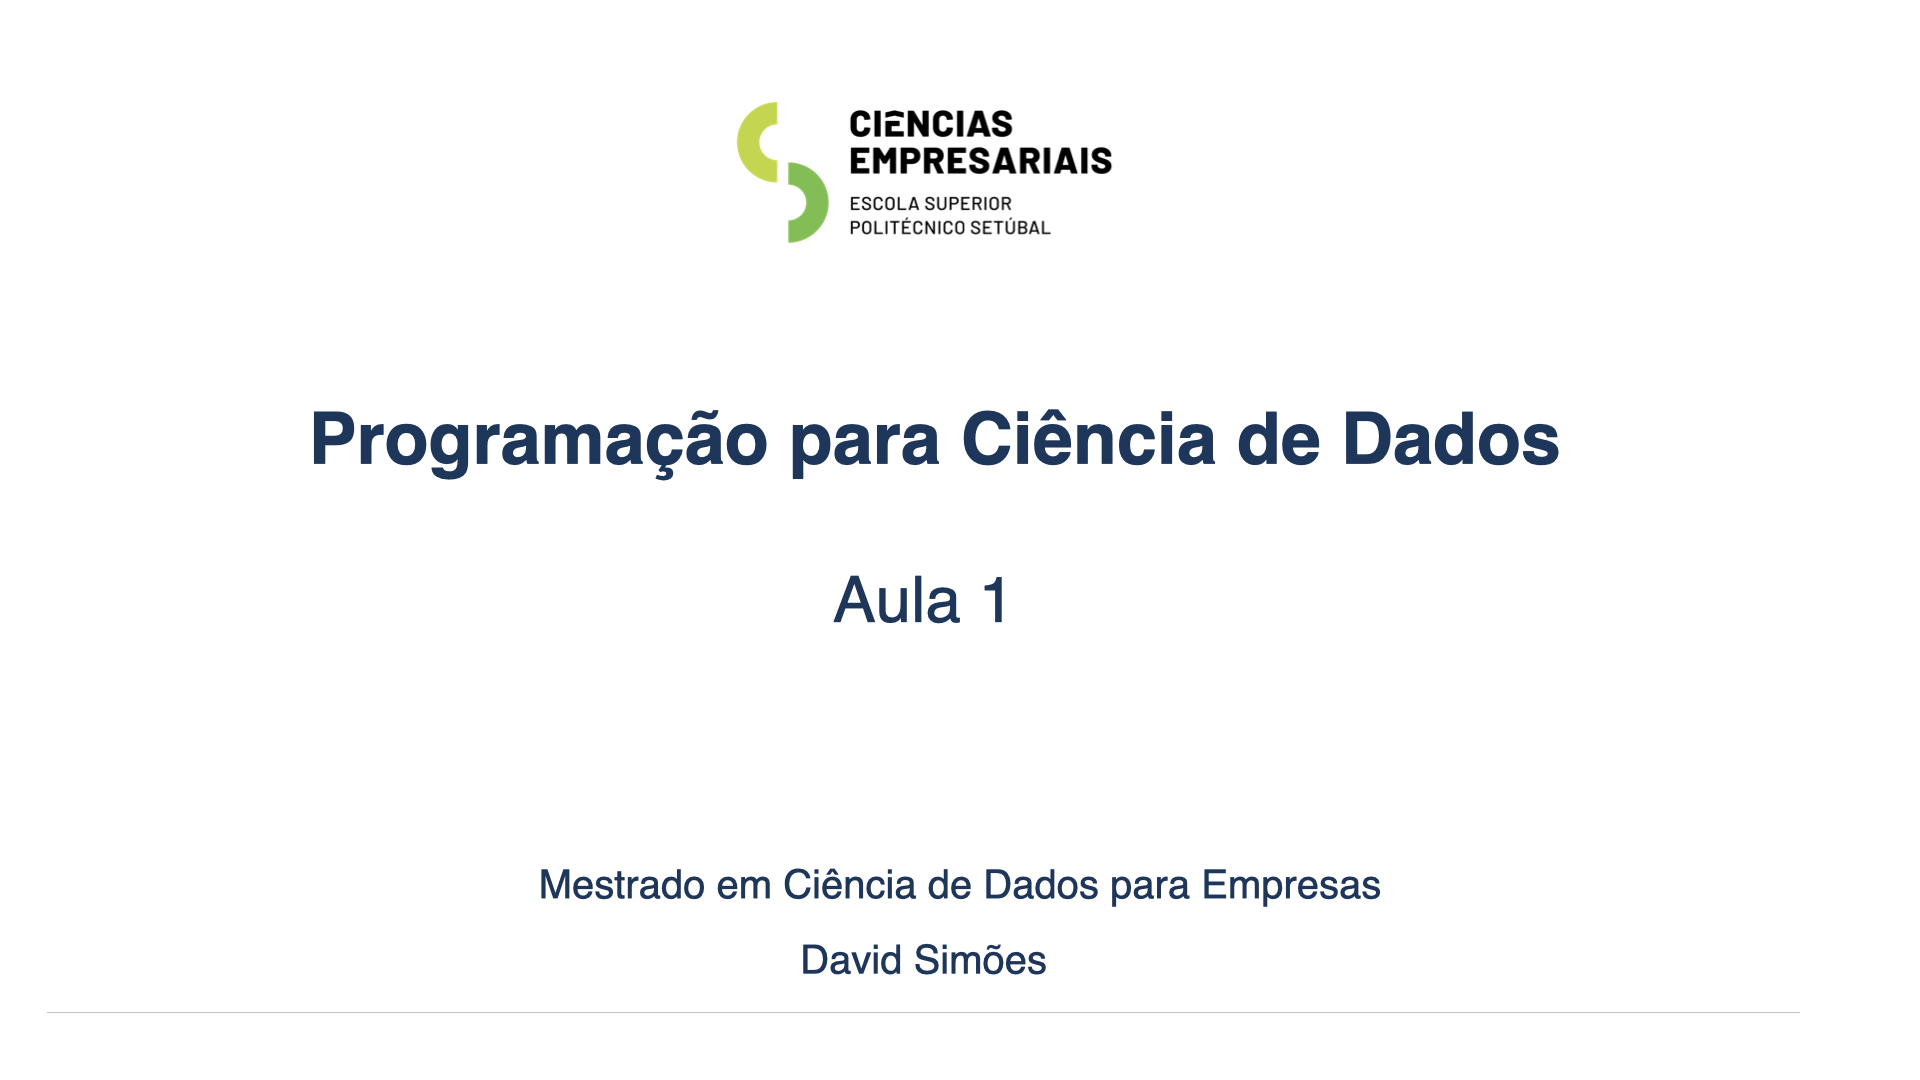 CIÊNCIAS
EMPRESARIAIS
ESCOLA SUPERIOR
POLITÉCNICO SETÚBAL
Programação para Ciência de Dados
Aula 1
Mestrado em Ciência de Dados para Empresas
David Simões